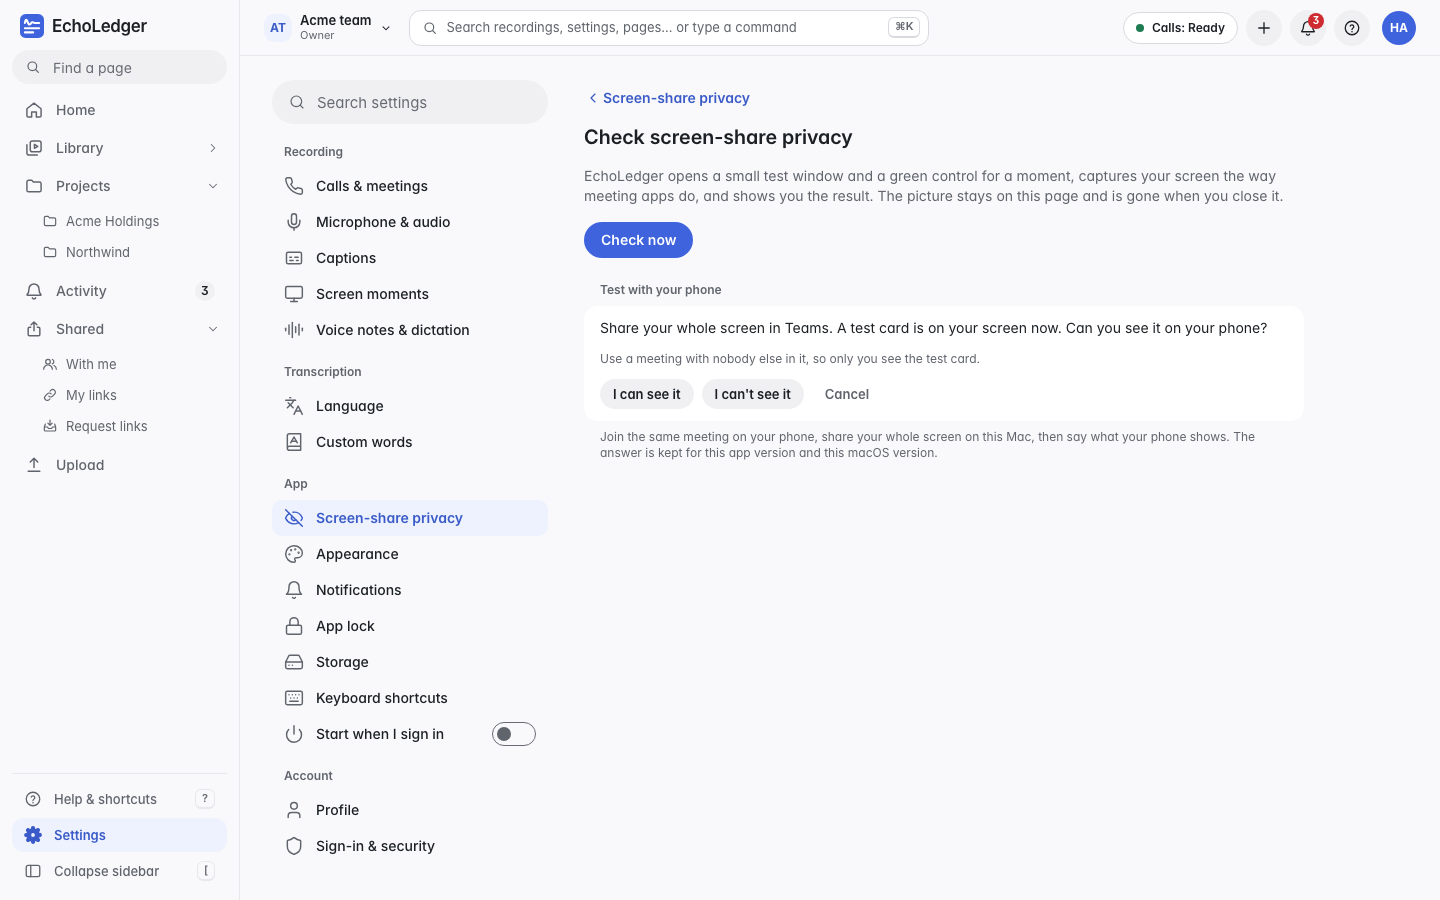 EchoLedger
Find a page
Home
Library
Projects
Acme Holdings
Northwind
Activity 3
Shared
With me
My links
Request links
Upload
Help & shortcuts ?
Settings
Collapse sidebar [
AT
Acme team
Owner
Search recordings, settings, pages... or type a command ⌘K
Calls: Ready
3
HA
Search settings
Recording
Calls & meetings
Microphone & audio
Captions
Screen moments
Voice notes & dictation
Transcription
Language
Custom words
App
Screen-share privacy
Appearance
Notifications
App lock
Storage
Keyboard shortcuts
Start when I sign in
Account
Profile
Sign-in & security
Screen-share privacy
Check screen-share privacy
EchoLedger opens a small test window and a green control for a moment, captures your screen the way
meeting apps do, and shows you the result. The picture stays on this page and is gone when you close it.
Check now
Test with your phone
Share your whole screen in Teams. A test card is on your screen now. Can you see it on your phone?
Use a meeting with nobody else in it, so only you see the test card.
I can see it I can't see it Cancel
Join the same meeting on your phone, share your whole screen on this Mac, then say what your phone shows. The
answer is kept for this app version and this macOS version.